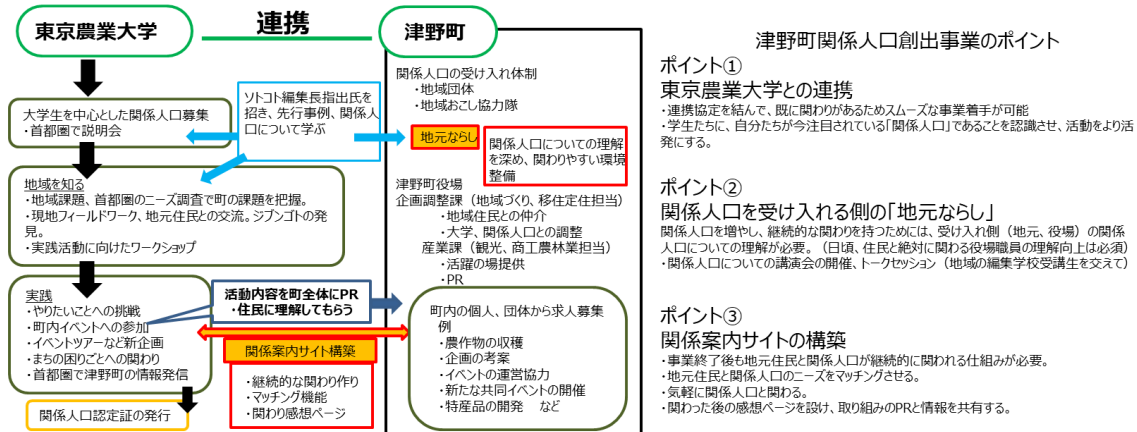 東京農業大学
連携
津野町
大学生を中心とした関係人口募集
・首都圏で説明会
ソトコト編集長指出氏を
招き、先行事例、関係人
口について学ぶ
地域を知る
・地域課題、首都圏のニーズ調査で町の課題を把握。
・現地フィールドワーク、地元住民との交流。ジブンゴトの発
見。
・実践活動に向けたワークショップ
実践
・やりたいことへの挑戦
・町内イベントへの参加
・イベントツアーなど新企画
・まちの困りごとへの関わり
・首都圏で津野町の情報発信
関係人口認定証の発行
活動内容を町全体にPR
・住民に理解してもらう
関係案内サイト構築
・継続的な関わり作り
・マッチング機能
・関わり感想ページ
関係人口の受け入れ体制
・地域団体
・地域おこし協力隊
地元ならし
関係人口についての理解
を深め、関わりやすい環境
整備
津野町役場
企画調整課（地域づくり、移住定住担当）
・地域住民との仲介
・大学、関係人口との調整
産業課（観光、商工農林業担当）
・活躍の場提供
・PR
町内の個人、団体から求人募集
例
・農作物の収穫
・企画の考案
・イベントの運営協力
・新たな共同イベントの開催
・特産品の開発　など
津野町関係人口創出事業のポイント
ポイント①
東京農業大学との連携
・連携協定を結んで、既に関わりがあるためスムーズな事業着手が可能
・学生たちに、自分たちが今注目されている「関係人口」であることを認識させ、活動をより活
発にする。
ポイント②
関係人口を受け入れる側の「地元ならし」
関係人口を増やし、継続的な関わりを持つためには、受け入れ側（地元、役場）の関係
人口についての理解が必要。（日頃、住民と絶対に関わる役場職員の理解向上は必須）
・関係人口についての講演会の開催、トークセッション（地域の編集学校受講生を交えて）
ポイント③
関係案内サイトの構築
・事業終了後も地元住民と関係人口が継続的に関われる仕組みが必要。
・地元住民と関係人口のニーズをマッチングさせる。
・気軽に関係人口と関わる。
・関わった後の感想ページを設け、取り組みのPRと情報を共有する。